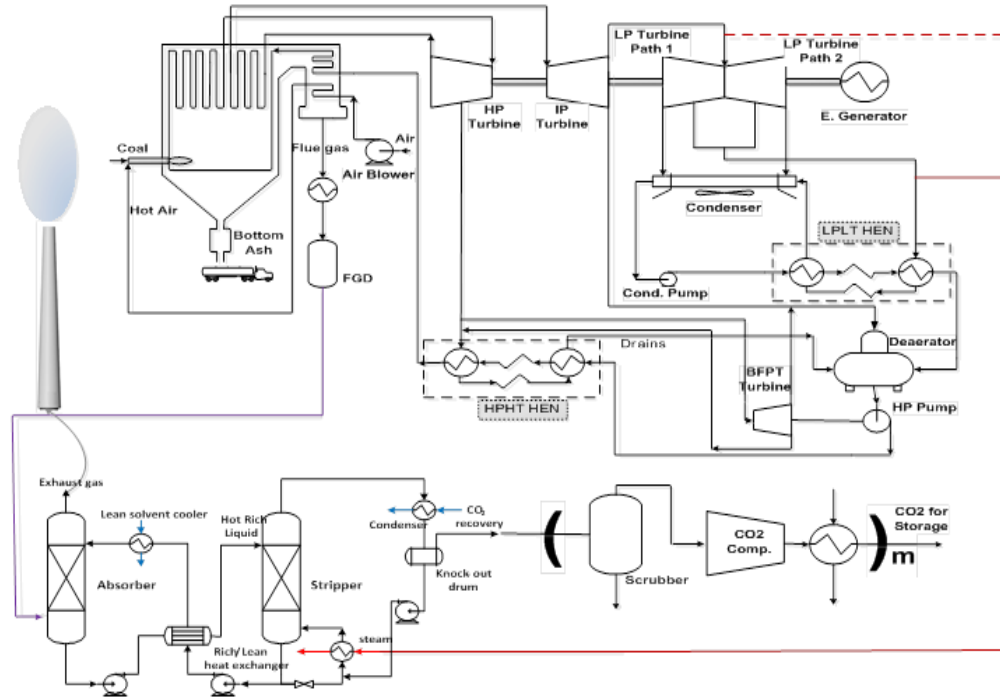 LP Turbine
Path 1
LP Turbine
Path 2
HP
Turbine
IP
Turbine
E. Generator
Coal
Flue gas
Air
Air Blower
Hot Air
Bottom
Ash
FGD
Condenser
LPLT HEN
Cond. Pump
Drains
Deaerator
BFPT
Turbine
HP Pump
HPHT HEN
Exhaust gas
Lean solvent cooler
Hot Rich
Liquid
Condenser
CO2
recovery
Absorber
Stripper
Knock out
drum
Scrubber
CO2
Comp.
CO2 for
Storage
m
steam
Rich/Lean
heat exchanger